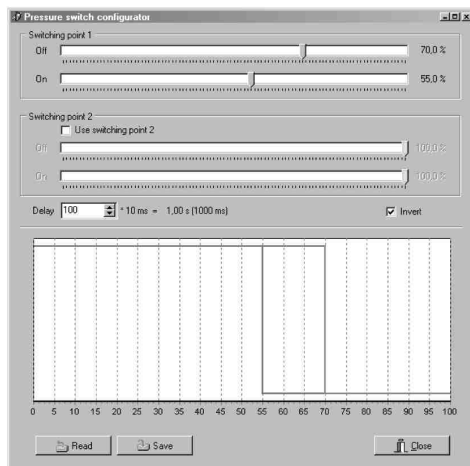 Pressure switch configurator
Switching point 1
Off 70,0 %
On 55,0 %
Switching point 2
Use switching point 2
Off 100,0 %
On 100,0 %
Delay 100 * 10 ms = 1,00 s (1000 ms) Invert
0 5 10 15 20 25 30 35 40 45 50 55 60 65 70 75 80 85 90 95 100
Read Save Close